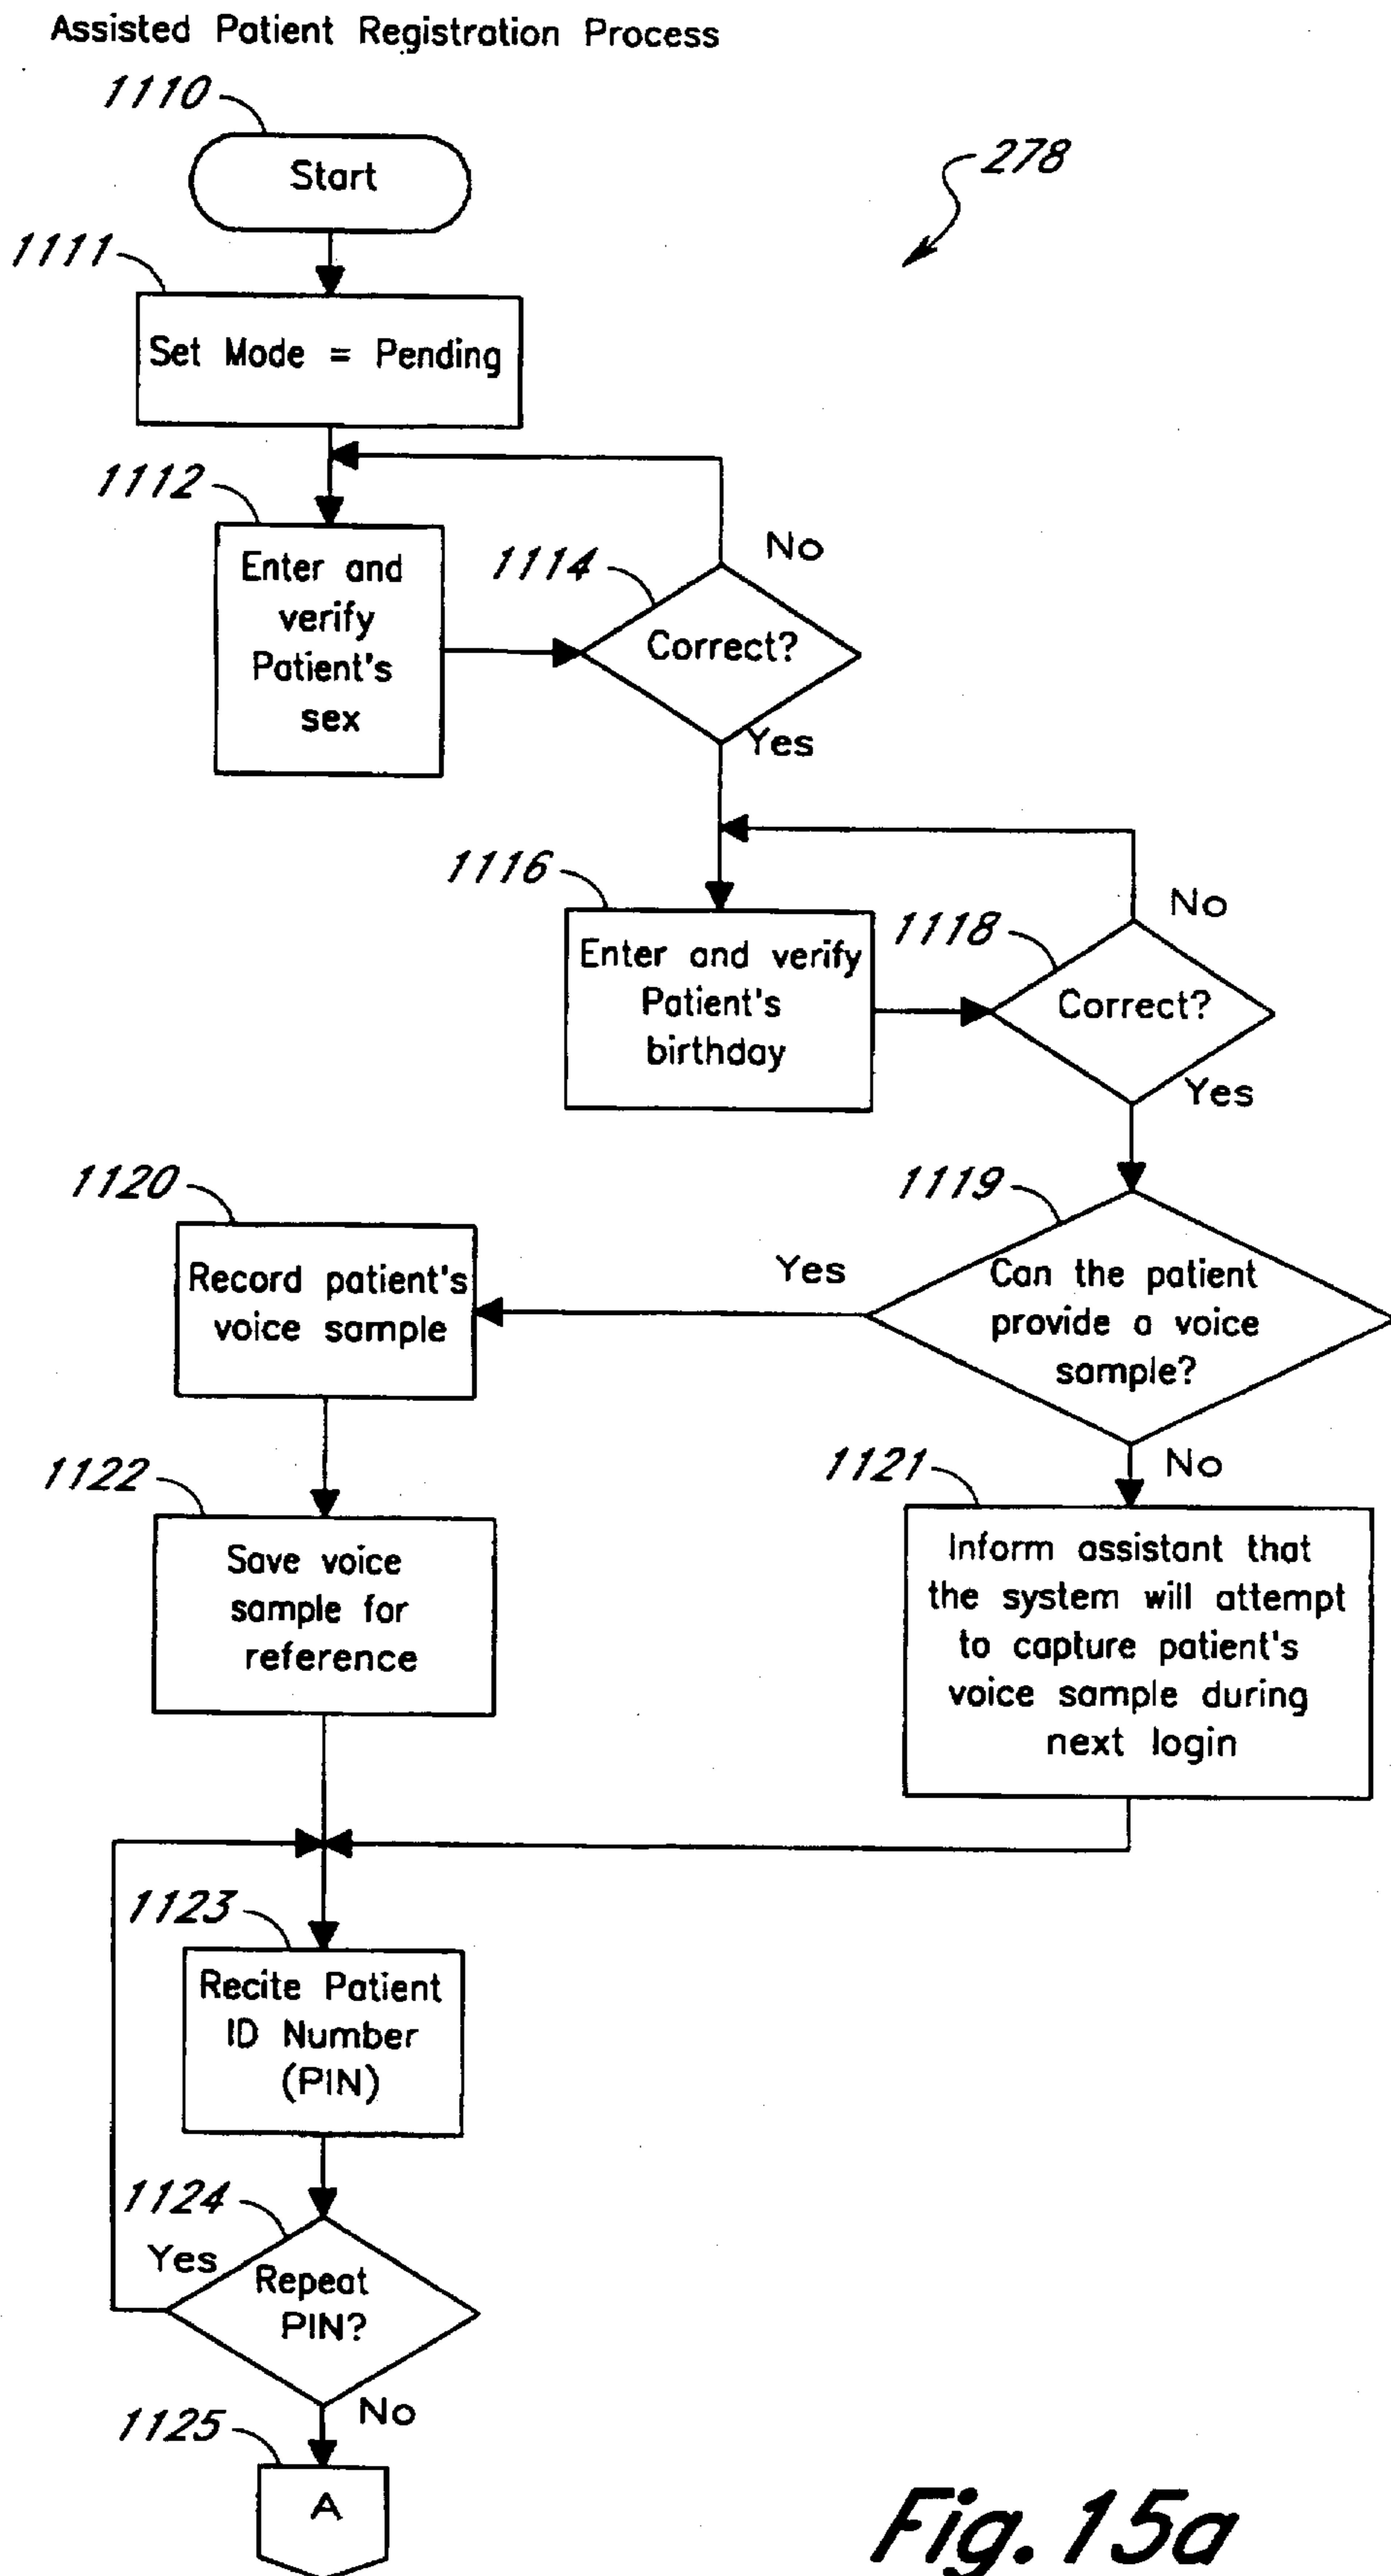 Assisted Patient Registration Process
1110
Start
278
1111
Set Mode = Pending
1112
Enter and
verify
Patient's
sex
1114
No
Correct?
Yes
1116
Enter and verify
Patient's
birthday
1118
No
Correct?
Yes
1119
Can the patient
provide a voice
sample?
Yes
1120
Record patient's
voice sample
No
1121
Inform assistant that
the system will attempt
to capture patient's
voice sample during
next login
1122
Save voice
sample for
reference
1123
Recite Patient
ID Number
(PIN)
1124
Yes
Repeat
PIN?
No
1125
A
Fig. 15a